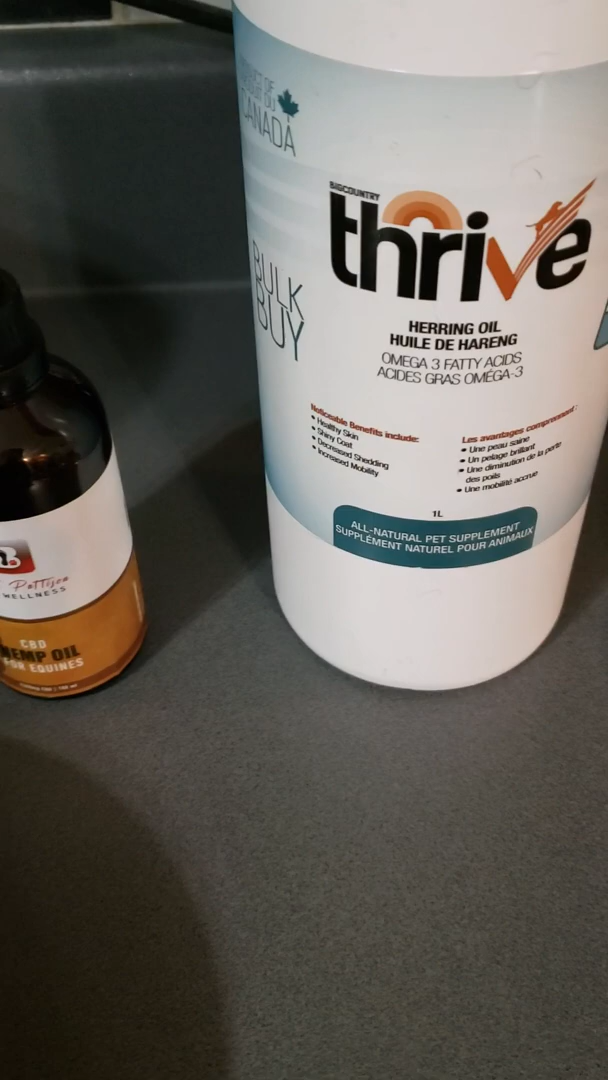 PRODUCT OF
CANADA
BULK
BUY
BIGCOUNTRY
thrive
HERRING OIL
HUILE DE HARENG
OMEGA 3 FATTY ACIDS
ACIDES GRAS OMÉGA-3
Noticeable Benefits include:
• Healthy Skin
• Shiny Coat
• Decreased Shedding
• Increased Mobility
Les avantages comprennent :
• Une peau saine
• Un pelage brillant
• Une diminution de la perte
des poils
• Une mobilité accrue
1L
ALL-NATURAL PET SUPPLEMENT
SUPPLÉMENT NATUREL POUR ANIMAUX
Pattison
WELLNESS
CBD
HEMP OIL
FOR EQUINES